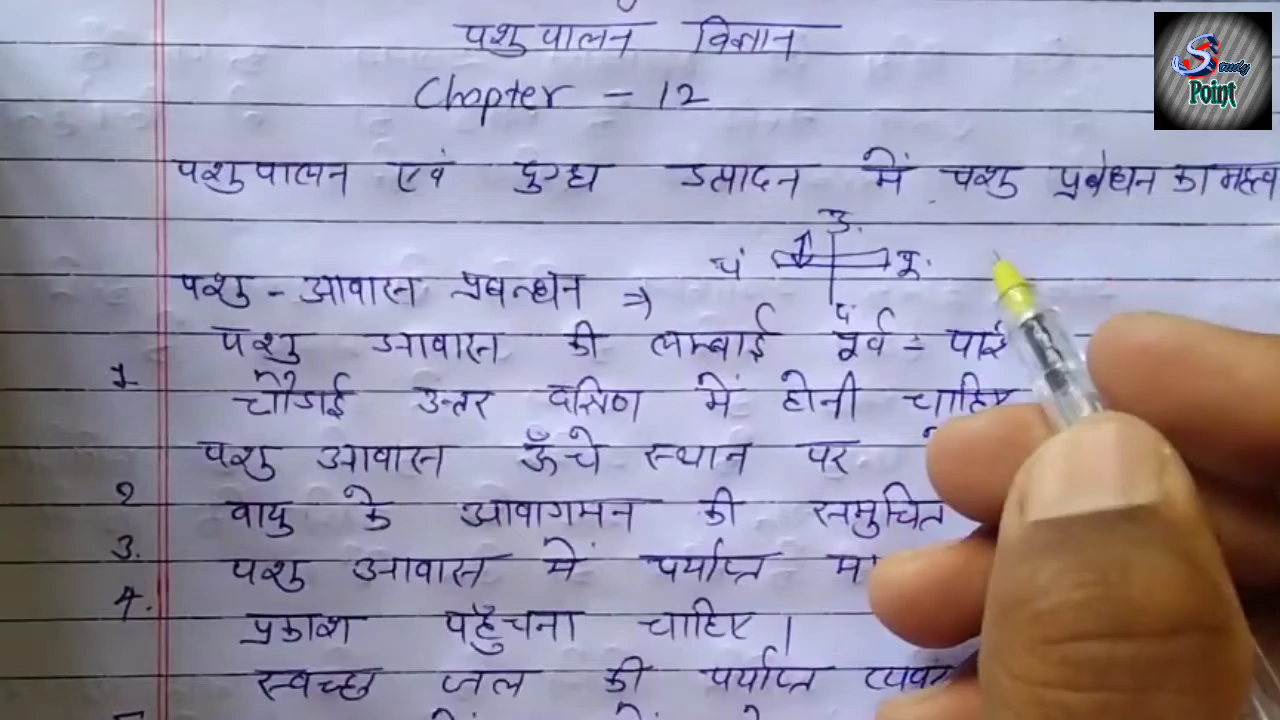 पशुपालन विज्ञान
Chapter - 12
Study Point
पशुपालन एवं दुग्ध उत्पादन में पशु प्रबंधन का महत्व
उ.
पं
पू.
द
पशु - आवास प्रबन्धन ⇒
1 पशु आवास की लम्बाई पूर्व -
चौडाई उत्तर दक्षिण में होनी चाहिए
2 पशु आवास ऊँचे स्थान पर
3. वायु के आवागमन की समुचित
4. पशु आवास में पर्याप्त
प्रकाश पहुँचना चाहिए।
स्वच्छ जल की पर्याप्त